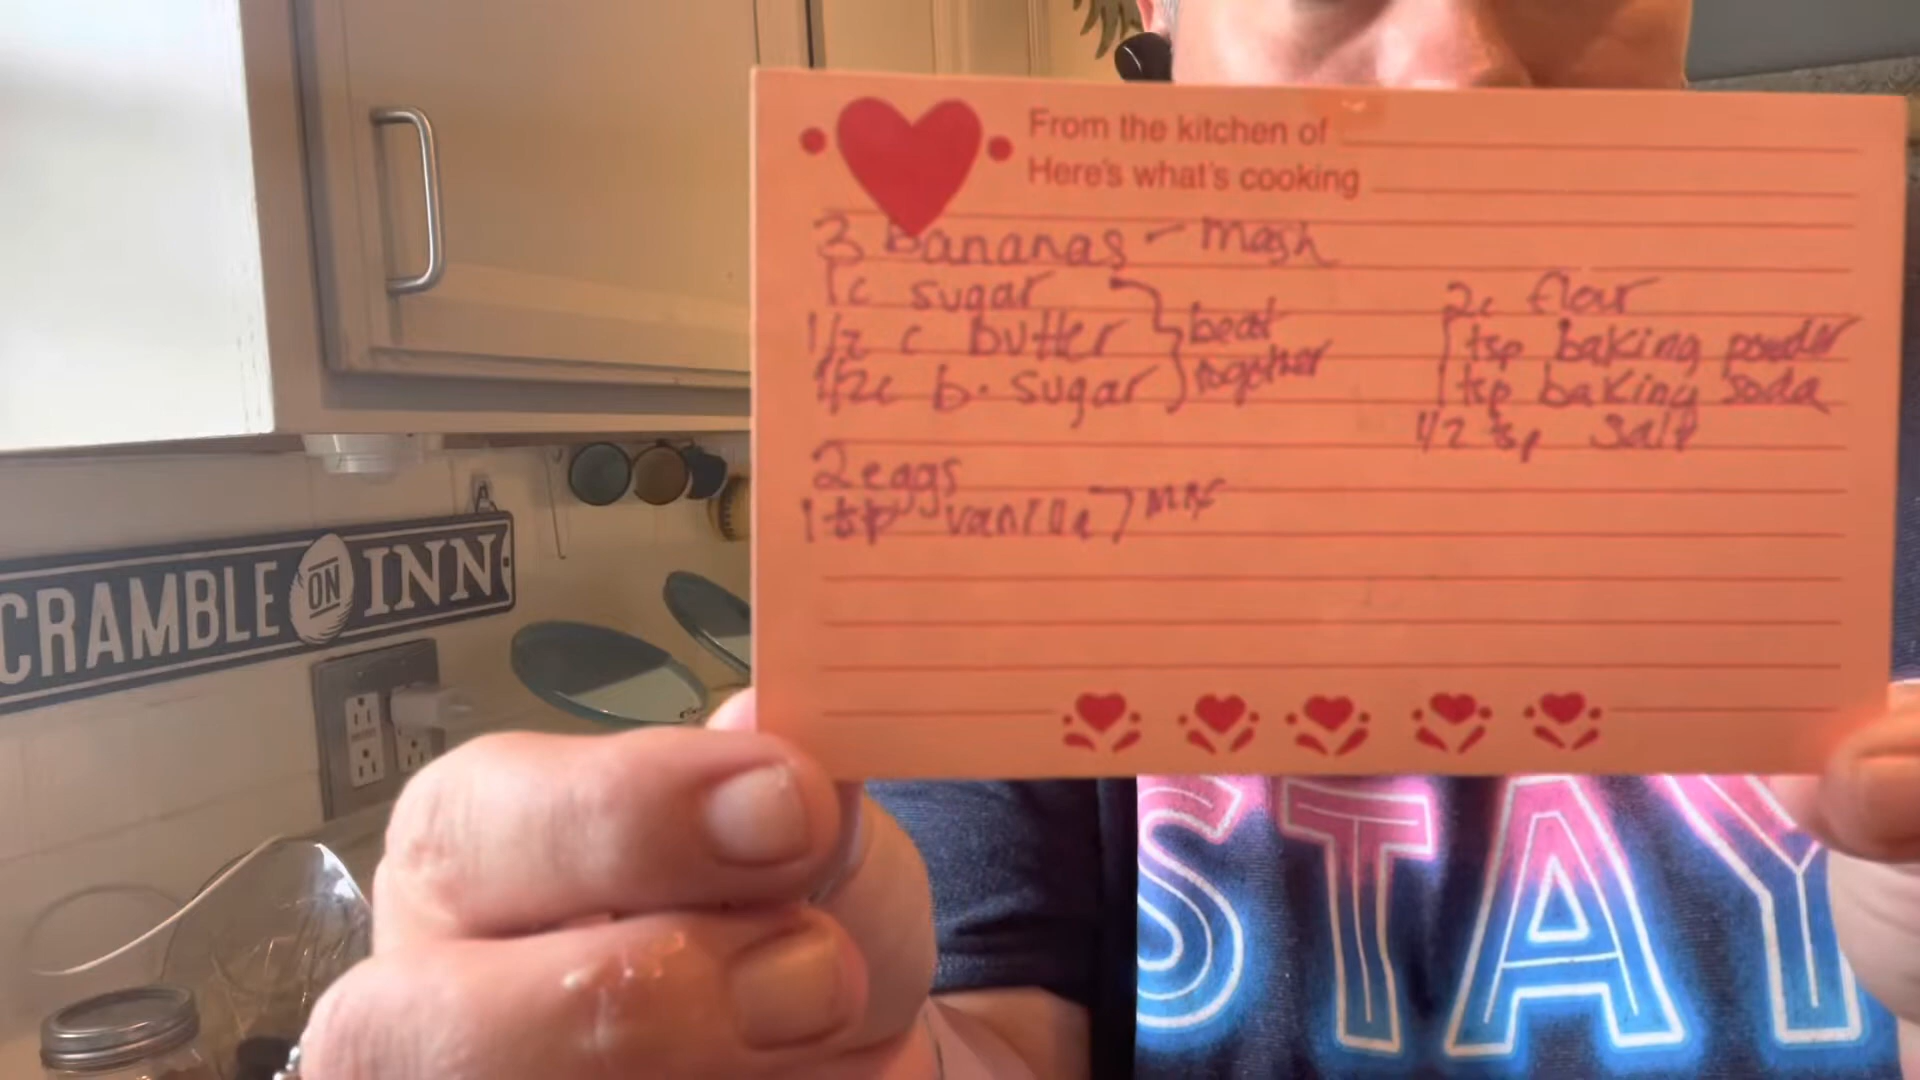 From the kitchen of
Here's what's cooking
3 Bananas - Mash
1c sugar
1/2 c butter
1/2c b. sugar
beat
together
2 eggs
1 tsp vanilla
mix
2c flour
1 tsp baking powder
1 tsp baking soda
1/2 tsp salt
CRAMBLE ON INN
STAY